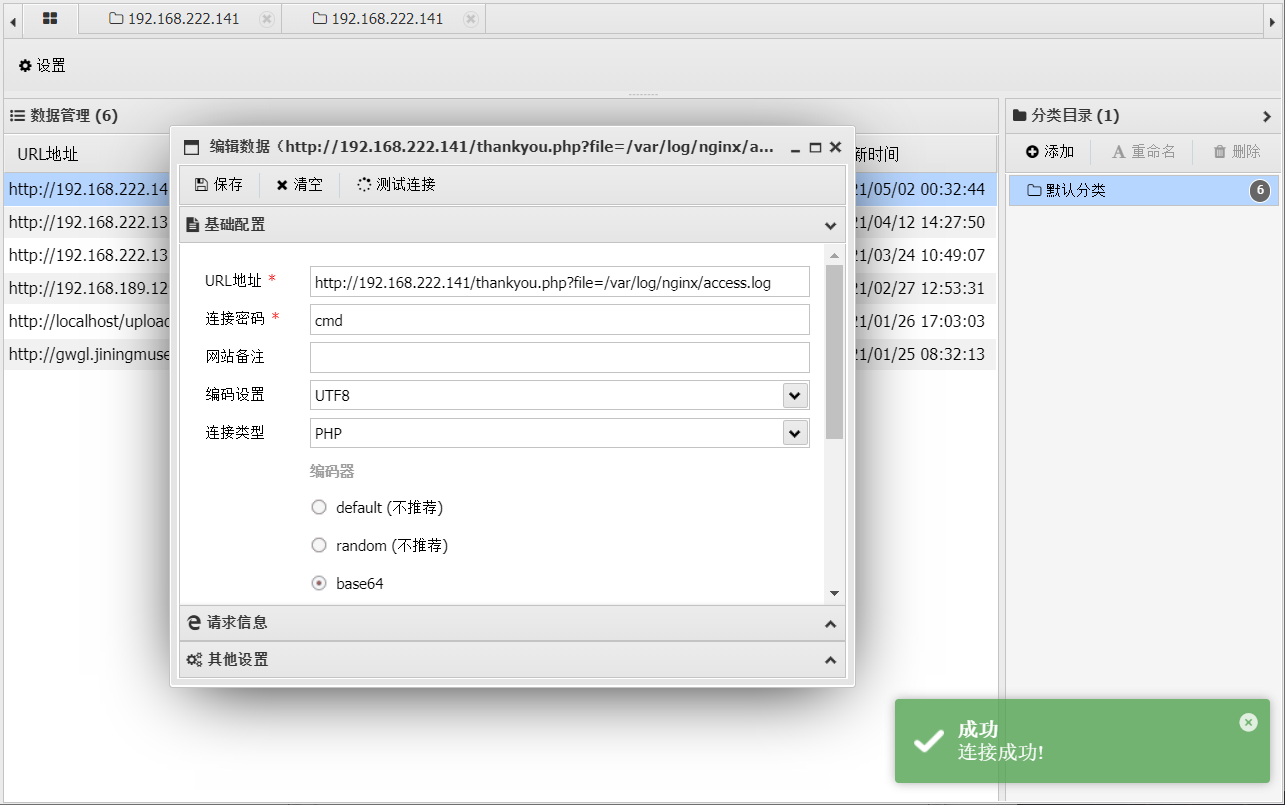 192.168.222.141
192.168.222.141
设置
数据管理 (6)
分类目录 (1)
URL地址
新时间
添加
重命名
删除
http://192.168.222.14
21/05/02 00:32:44
默认分类
6
http://192.168.222.13
21/04/12 14:27:50
http://192.168.222.13
21/03/24 10:49:07
http://192.168.189.12
21/02/27 12:53:31
http://localhost/upload
21/01/26 17:03:03
http://gwgl.jiningmuse
21/01/25 08:32:13
编辑数据（http://192.168.222.141/thankyou.php?file=/var/log/nginx/a...
保存
清空
测试连接
基础配置
URL地址 *
http://192.168.222.141/thankyou.php?file=/var/log/nginx/access.log
连接密码 *
cmd
网站备注
编码设置
UTF8
连接类型
PHP
编码器
default (不推荐)
random (不推荐)
base64
请求信息
其他设置
成功
连接成功!